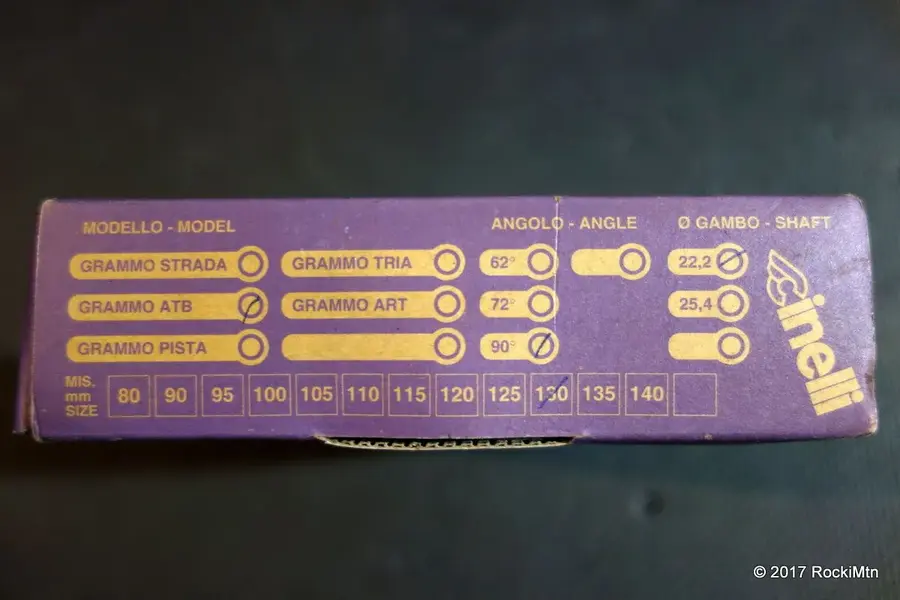 MODELLO - MODEL ANGOLO - ANGLE Ø GAMBO - SHAFT
GRAMMO STRADA GRAMMO TRIA 62° 22,2
GRAMMO ATB GRAMMO ART 72° 25,4
GRAMMO PISTA 90°
MIS.
mm
SIZE
80 90 95 100 105 110 115 120 125 130 135 140
cinelli
© 2017 RockiMtn